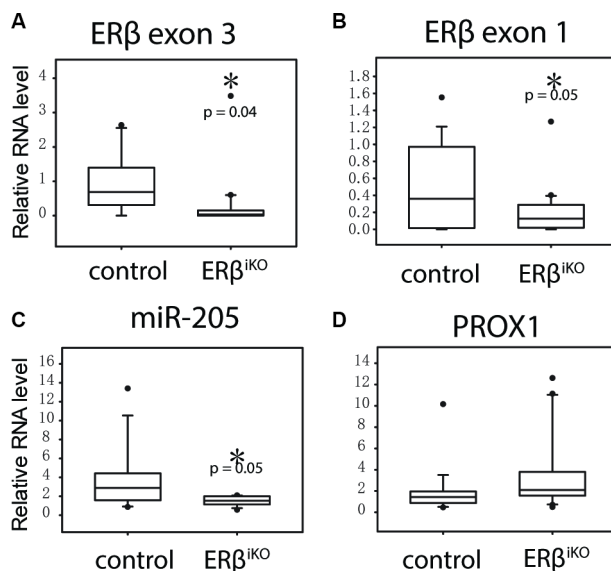 A
ERβ exon 3
Relative RNA level
4
3
2
1
0
*
p = 0.04
control
ERβiKO
B
ERβ exon 1
1.8
1.6
1.4
1.2
1.0
0.8
0.6
0.4
0.2
0.0
*
p = 0.05
control
ERβiKO
C
miR-205
Relative RNA level
16
14
12
10
8
6
4
2
0
*
p = 0.05
control
ERβiKO
D
PROX1
14
12
10
8
6
4
2
control
ERβiKO